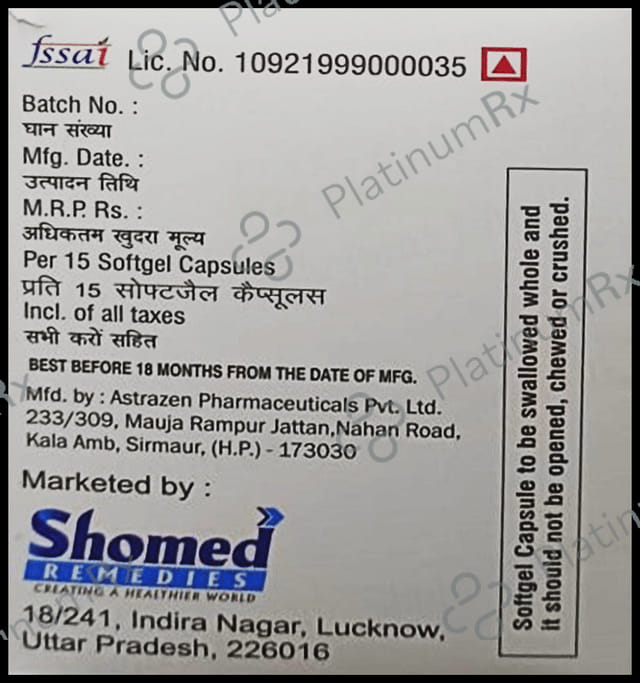 fssai Lic. No. 10921999000035
Batch No. :
घान संख्या
Mfg. Date. :
उत्पादन तिथि
M.R.P. Rs. :
अधिकतम खुदरा मूल्य
Per 15 Softgel Capsules
प्रति 15 सोफ्टजैल कैप्सूलस
Incl. of all taxes
सभी करों सहित
BEST BEFORE 18 MONTHS FROM THE DATE OF MFG.
Mfd. by : Astrazen Pharmaceuticals Pvt. Ltd.
233/309, Mauja Rampur Jattan,Nahan Road,
Kala Amb, Sirmaur, (H.P.) - 173030
Marketed by :
Shomed
REMEDIES
CREATING A HEALTHIER WORLD
18/241, Indira Nagar, Lucknow,
Uttar Pradesh, 226016
Softgel Capsule to be swallowed whole and
it should not be opened, chewed or crushed.
PlatinumRx
PlatinumRx
Platinum
Rx